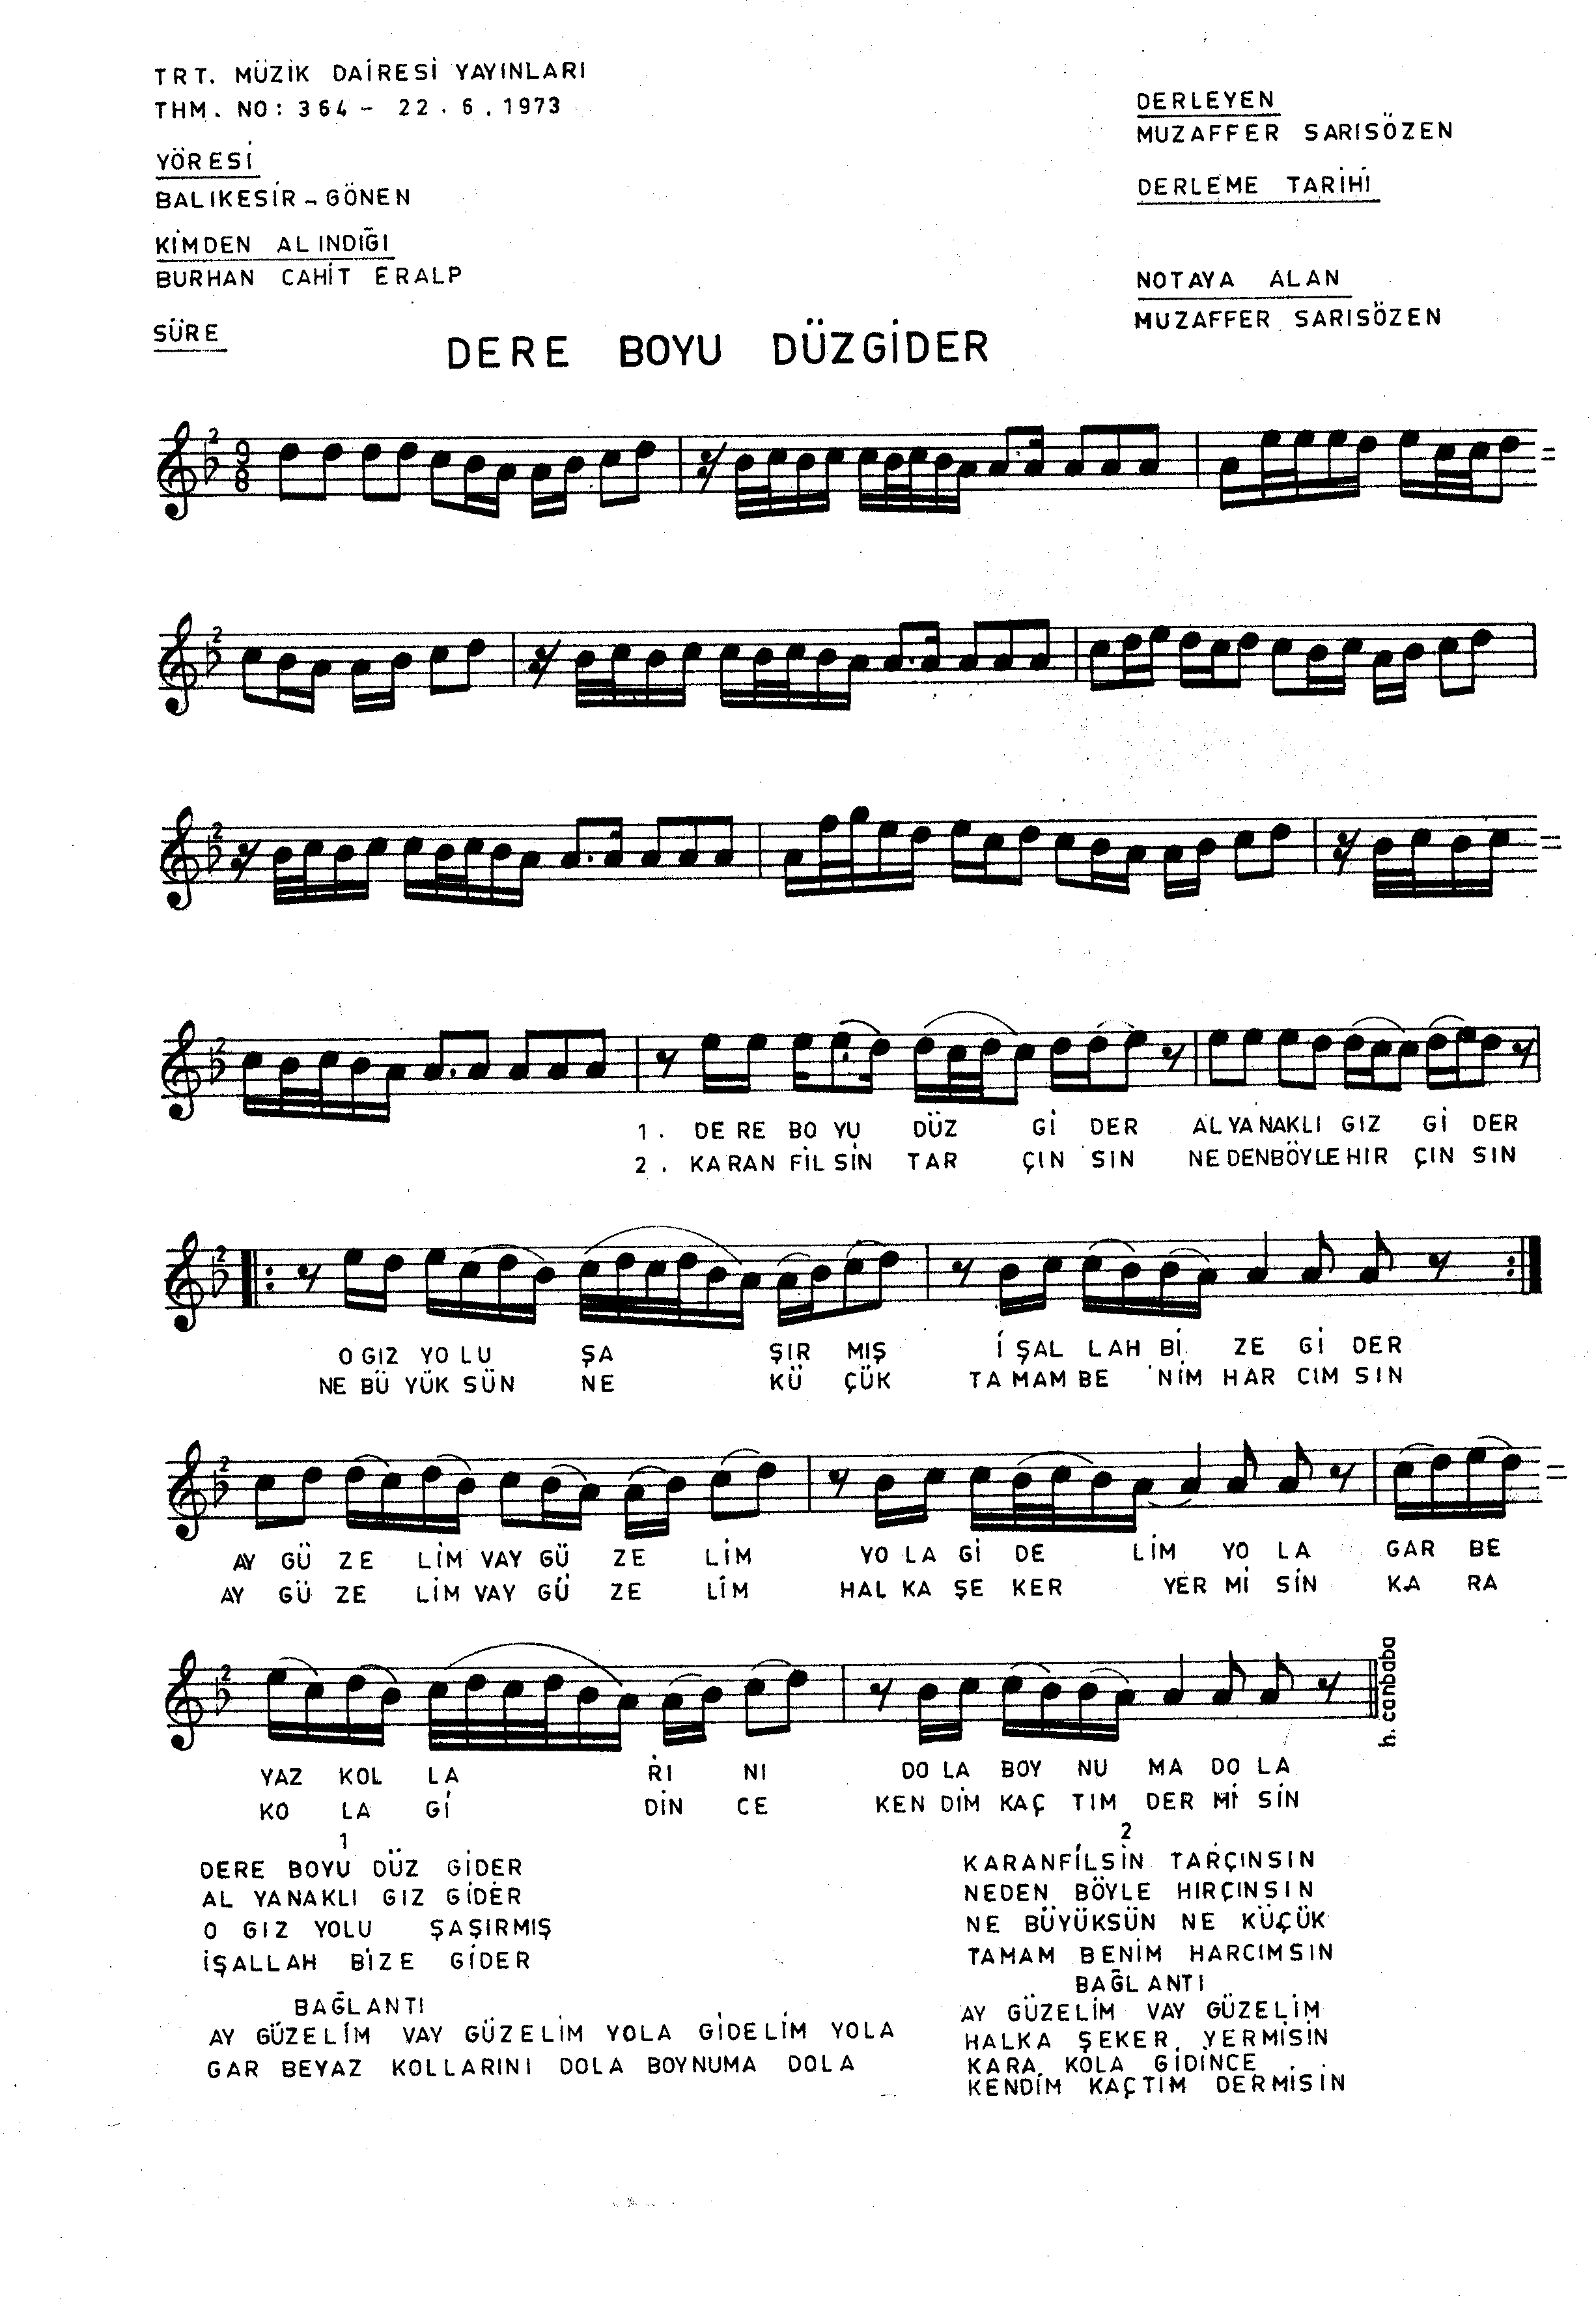 TRT. MÜZİK DAİRESİ YAYINLARI
THM. NO: 364 - 22.6.1973
YÖRESİ
BALIKESİR - GÖNEN
KİMDEN ALINDIĞI
BURHAN CAHİT ERALP
SÜRE
DERLEYEN
MUZAFFER SARISÖZEN
DERLEME TARİHİ
NOTAYA ALAN
MUZAFFER SARISÖZEN
DERE BOYU DÜZGİDER
1. DE RE BO YU DÜZ Gİ DER AL YA NAKLI GIZ Gİ DER
2. KA RAN FİL SİN TAR ÇIN SIN NE DENBÖYLE HIR ÇIN SIN
O GIZ YO LU ŞA ŞIR MIŞ İ ŞAL LAH Bİ ZE Gİ DER
NE BÜ YÜK SÜN NE KÜ ÇÜK TA MAM BE NİM HAR CIM SIN
AY GÜ ZE LİM VAY GÜ ZE LİM YO LA Gİ DE LİM YO LA GAR BE
AY GÜ ZE LİM VAY GÜ ZE LİM HAL KA ŞE KER YER Mİ SİN KA RA
YAZ KOL LA RI NI DO LA BOY NU MA DO LA
KO LA Gİ DİN CE KEN DİM KAÇ TIM DER Mİ SİN
h. canbaba
1
DERE BOYU DÜZ GİDER
AL YANAKLI GIZ GİDER
O GIZ YOLU ŞAŞIRMIŞ
İŞALLAH BİZE GİDER
BAĞLANTI
AY GÜZELİM VAY GÜZELİM YOLA GİDELİM YOLA
GAR BEYAZ KOLLARINI DOLA BOYNUMA DOLA
2
KARANFİLSİN TARÇINSIN
NEDEN BÖYLE HIRÇINSIN
NE BÜYÜKSÜN NE KÜÇÜK
TAMAM BENİM HARCIMSIN
BAĞLANTI
AY GÜZELİM VAY GÜZELİM
HALKA ŞEKER YERMİSİN
KARA KOLA GİDİNCE
KENDİM KAÇTIM DERMİSİN